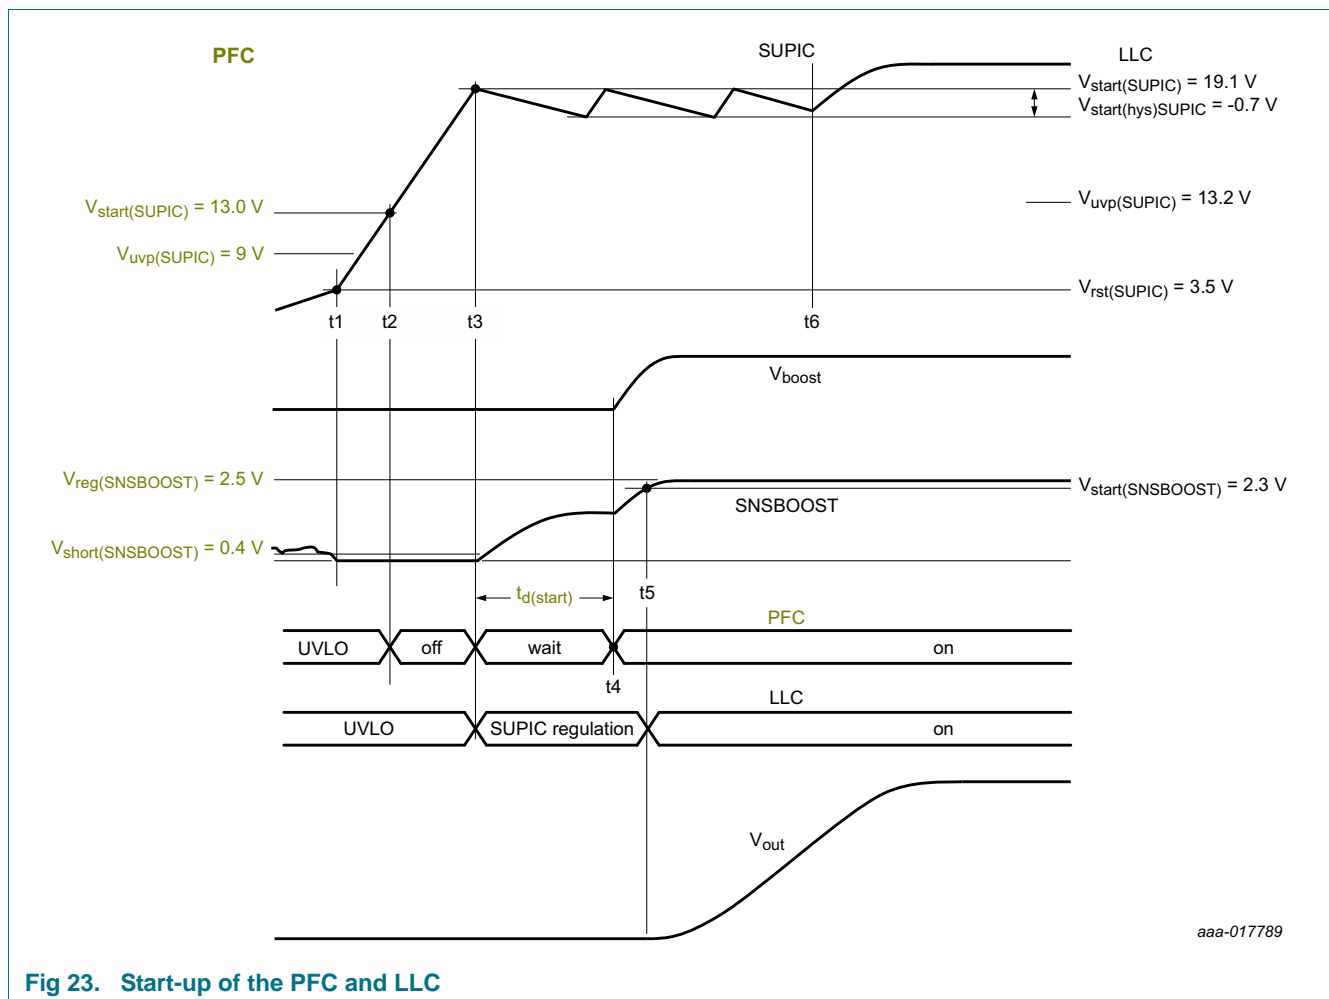 PFC
SUPIC
LLC
Vstart(SUPIC) = 19.1 V
Vstart(hys)SUPIC = -0.7 V
Vstart(SUPIC) = 13.0 V
Vuvp(SUPIC) = 13.2 V
Vuvp(SUPIC) = 9 V
Vrst(SUPIC) = 3.5 V
t1
t2
t3
t6
Vboost
Vreg(SNSBOOST) = 2.5 V
Vstart(SNSBOOST) = 2.3 V
SNSBOOST
Vshort(SNSBOOST) = 0.4 V
td(start)
t5
PFC
UVLO
off
wait
on
t4
LLC
UVLO
SUPIC regulation
on
Vout
aaa-017789
Fig 23. Start-up of the PFC and LLC